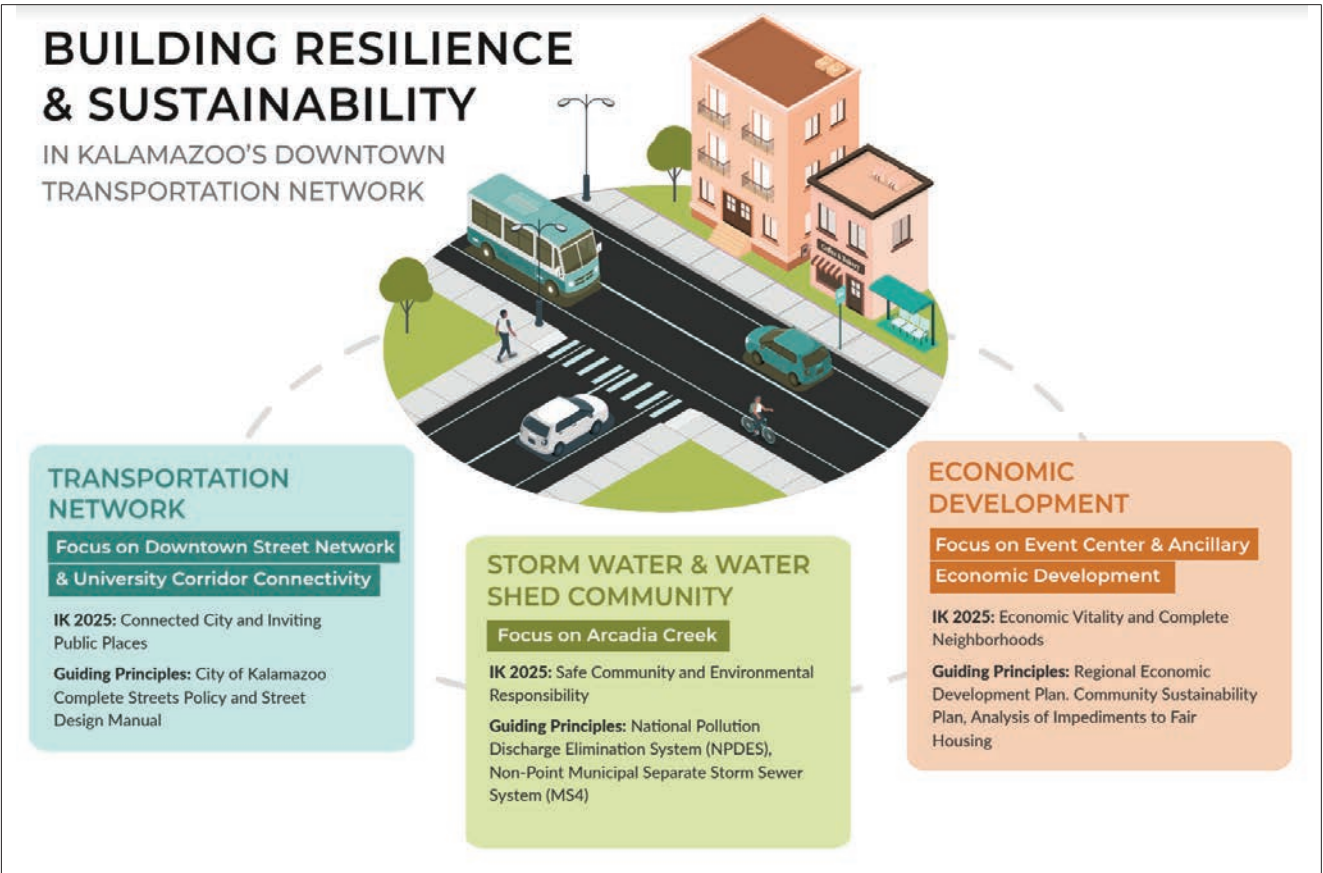 BUILDING RESILIENCE
& SUSTAINABILITY
IN KALAMAZOO'S DOWNTOWN
TRANSPORTATION NETWORK
Coffee & Bakery
TRANSPORTATION
NETWORK
Focus on Downtown Street Network
& University Corridor Connectivity
IK 2025: Connected City and Inviting
Public Places
Guiding Principles: City of Kalamazoo
Complete Streets Policy and Street
Design Manual
STORM WATER & WATER
SHED COMMUNITY
Focus on Arcadia Creek
IK 2025: Safe Community and Environmental
Responsibility
Guiding Principles: National Pollution
Discharge Elimination System (NPDES),
Non-Point Municipal Separate Storm Sewer
System (MS4)
ECONOMIC
DEVELOPMENT
Focus on Event Center & Ancillary
Economic Development
IK 2025: Economic Vitality and Complete
Neighborhoods
Guiding Principles: Regional Economic
Development Plan. Community Sustainability
Plan, Analysis of Impediments to Fair
Housing